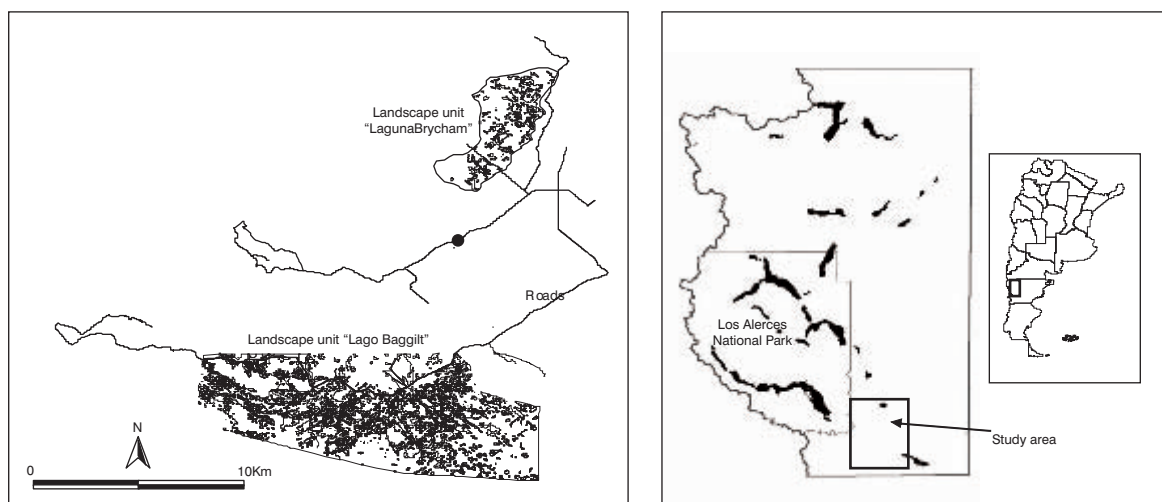 Landscape unit
"LagunaBrycham"
Roads
Landscape unit "Lago Baggilt"
N
0 10Km
Los Alerces
National Park
Study area